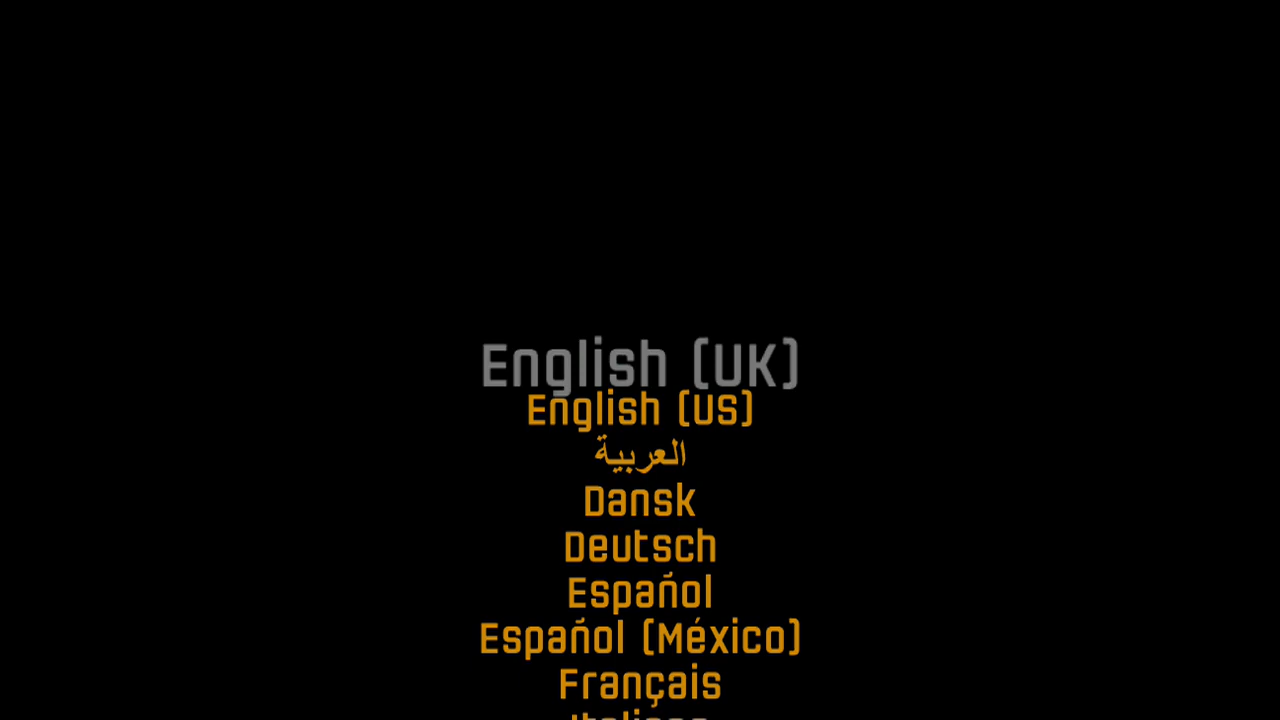 English (UK)
English (US)
العربية
Dansk
Deutsch
Español
Español (México)
Français